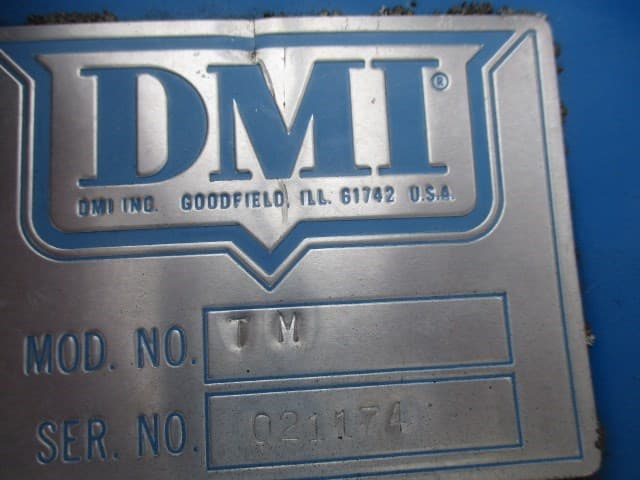 DMI®
DMI INC. GOODFIELD, ILL. 61742 U.S.A.
MOD. NO. TM
SER. NO. 021174